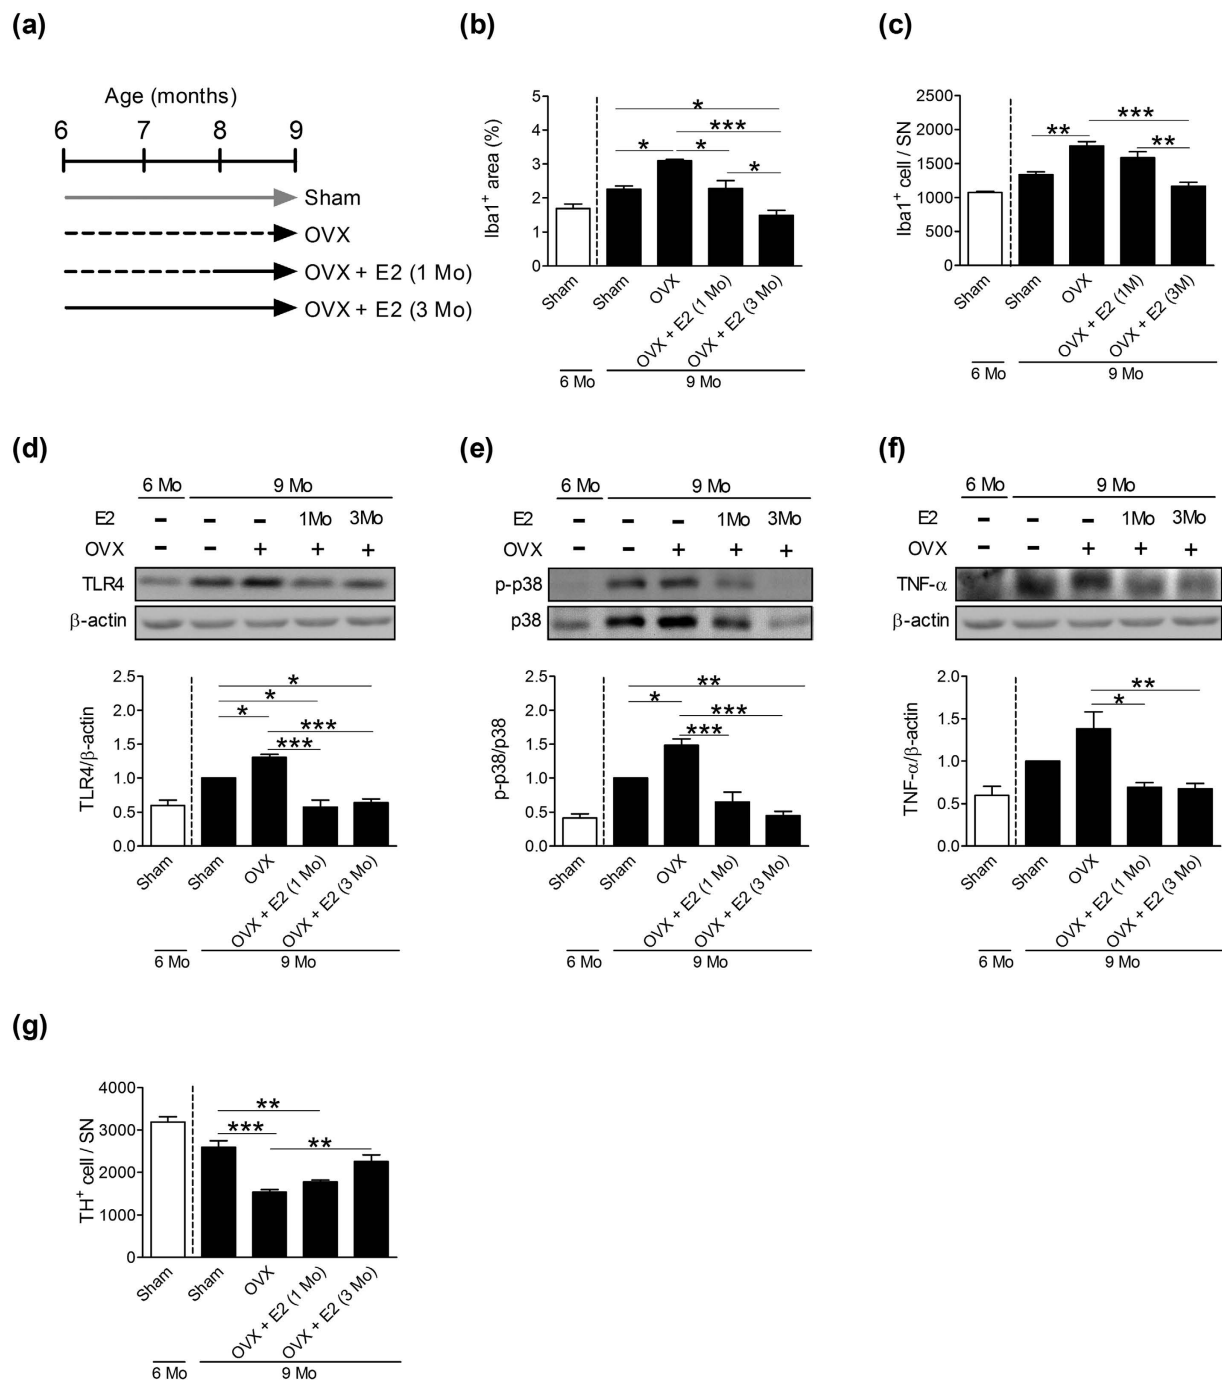 (a)
Age (months)
6 7 8 9
Sham
OVX
OVX + E2 (1 Mo)
OVX + E2 (3 Mo)
(b)
Iba1+ area (%)
5
4
3
2
1
0
*
***
* *
*
Sham Sham OVX OVX + E2 (1 Mo) OVX + E2 (3 Mo)
6 Mo 9 Mo
(c)
Iba1+ cell / SN
2500
2000
1500
1000
500
0
***
** **
Sham Sham OVX OVX + E2 (1M) OVX + E2 (3M)
6 Mo 9 Mo
(d)
6 Mo 9 Mo
E2 - - - 1Mo 3Mo
OVX - - + + +
TLR4
β-actin
TLR4/β-actin
2.5
2.0
1.5
1.0
0.5
0.0
*
*
* ***
***
Sham Sham OVX OVX + E2 (1 Mo) OVX + E2 (3 Mo)
6 Mo 9 Mo
(e)
6 Mo 9 Mo
E2 - - - 1Mo 3Mo
OVX - - + + +
p-p38
p38
p-p38/p38
2.5
2.0
1.5
1.0
0.5
0.0
**
*
***
***
Sham Sham OVX OVX + E2 (1 Mo) OVX + E2 (3 Mo)
6 Mo 9 Mo
(f)
6 Mo 9 Mo
E2 - - - 1Mo 3Mo
OVX - - + + +
TNF-α
β-actin
TNF-α/β-actin
2.0
1.5
1.0
0.5
0.0
**
*
Sham Sham OVX OVX + E2 (1 Mo) OVX + E2 (3 Mo)
6 Mo 9 Mo
(g)
TH+ cell / SN
4000
3000
2000
1000
0
**
***
**
Sham Sham OVX OVX + E2 (1 Mo) OVX + E2 (3 Mo)
6 Mo 9 Mo